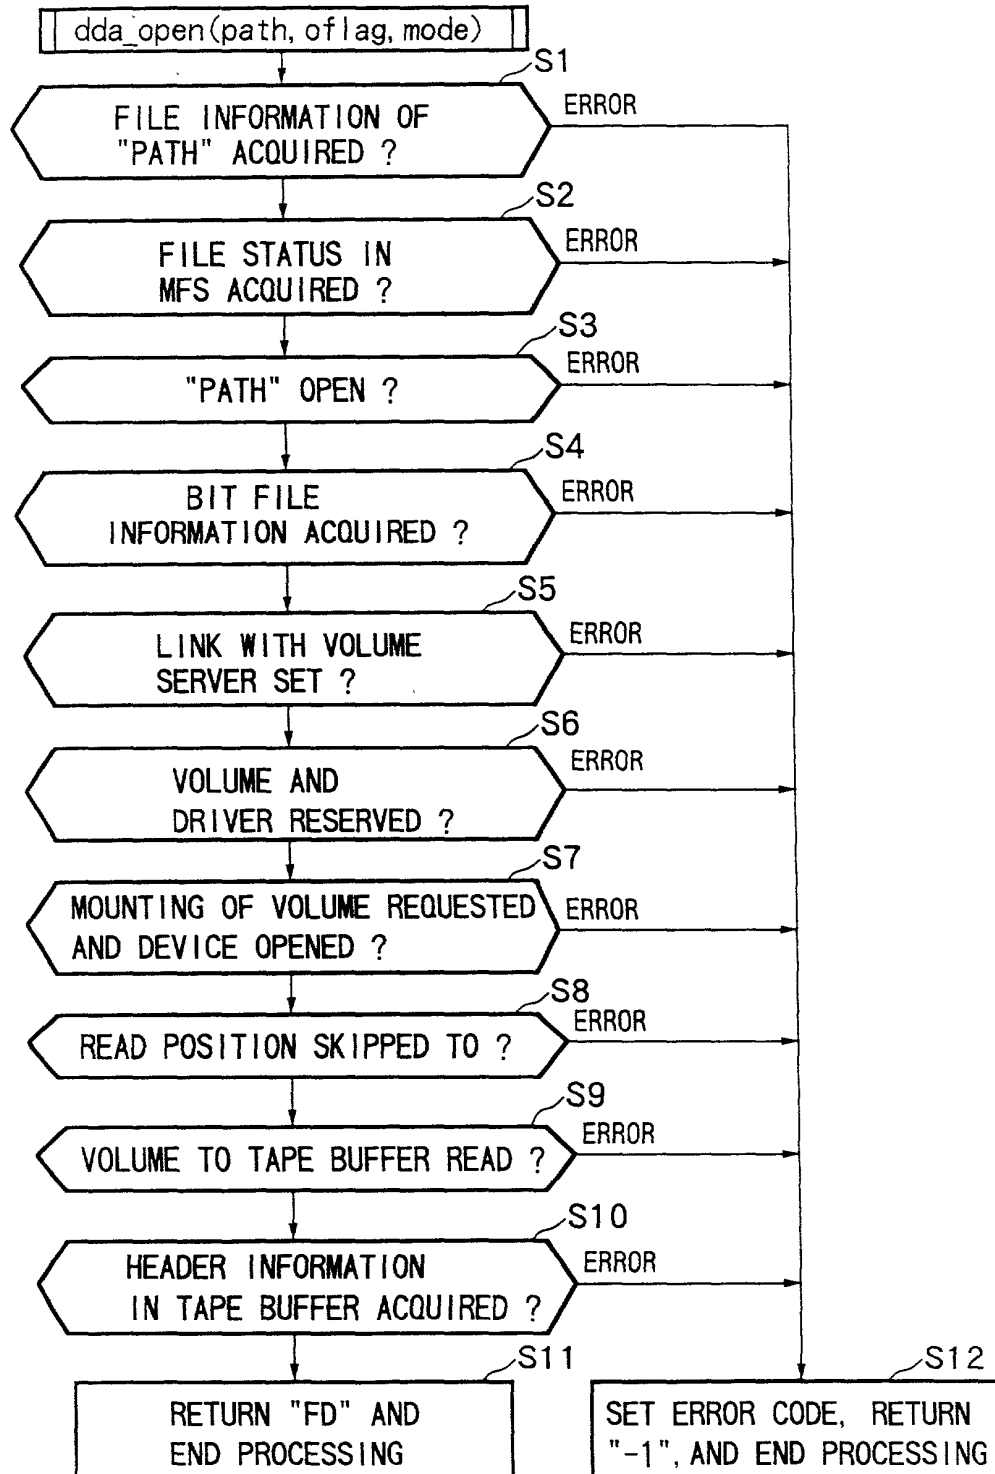 dda_open(path, oflag, mode)
S1
ERROR
FILE INFORMATION OF
"PATH" ACQUIRED ?
S2
ERROR
FILE STATUS IN
MFS ACQUIRED ?
S3
ERROR
"PATH" OPEN ?
S4
ERROR
BIT FILE
INFORMATION ACQUIRED ?
S5
ERROR
LINK WITH VOLUME
SERVER SET ?
S6
ERROR
VOLUME AND
DRIVER RESERVED ?
S7
ERROR
MOUNTING OF VOLUME REQUESTED
AND DEVICE OPENED ?
S8
ERROR
READ POSITION SKIPPED TO ?
S9
ERROR
VOLUME TO TAPE BUFFER READ ?
S10
ERROR
HEADER INFORMATION
IN TAPE BUFFER ACQUIRED ?
S11
RETURN "FD" AND
END PROCESSING
S12
SET ERROR CODE, RETURN
"-1", AND END PROCESSING